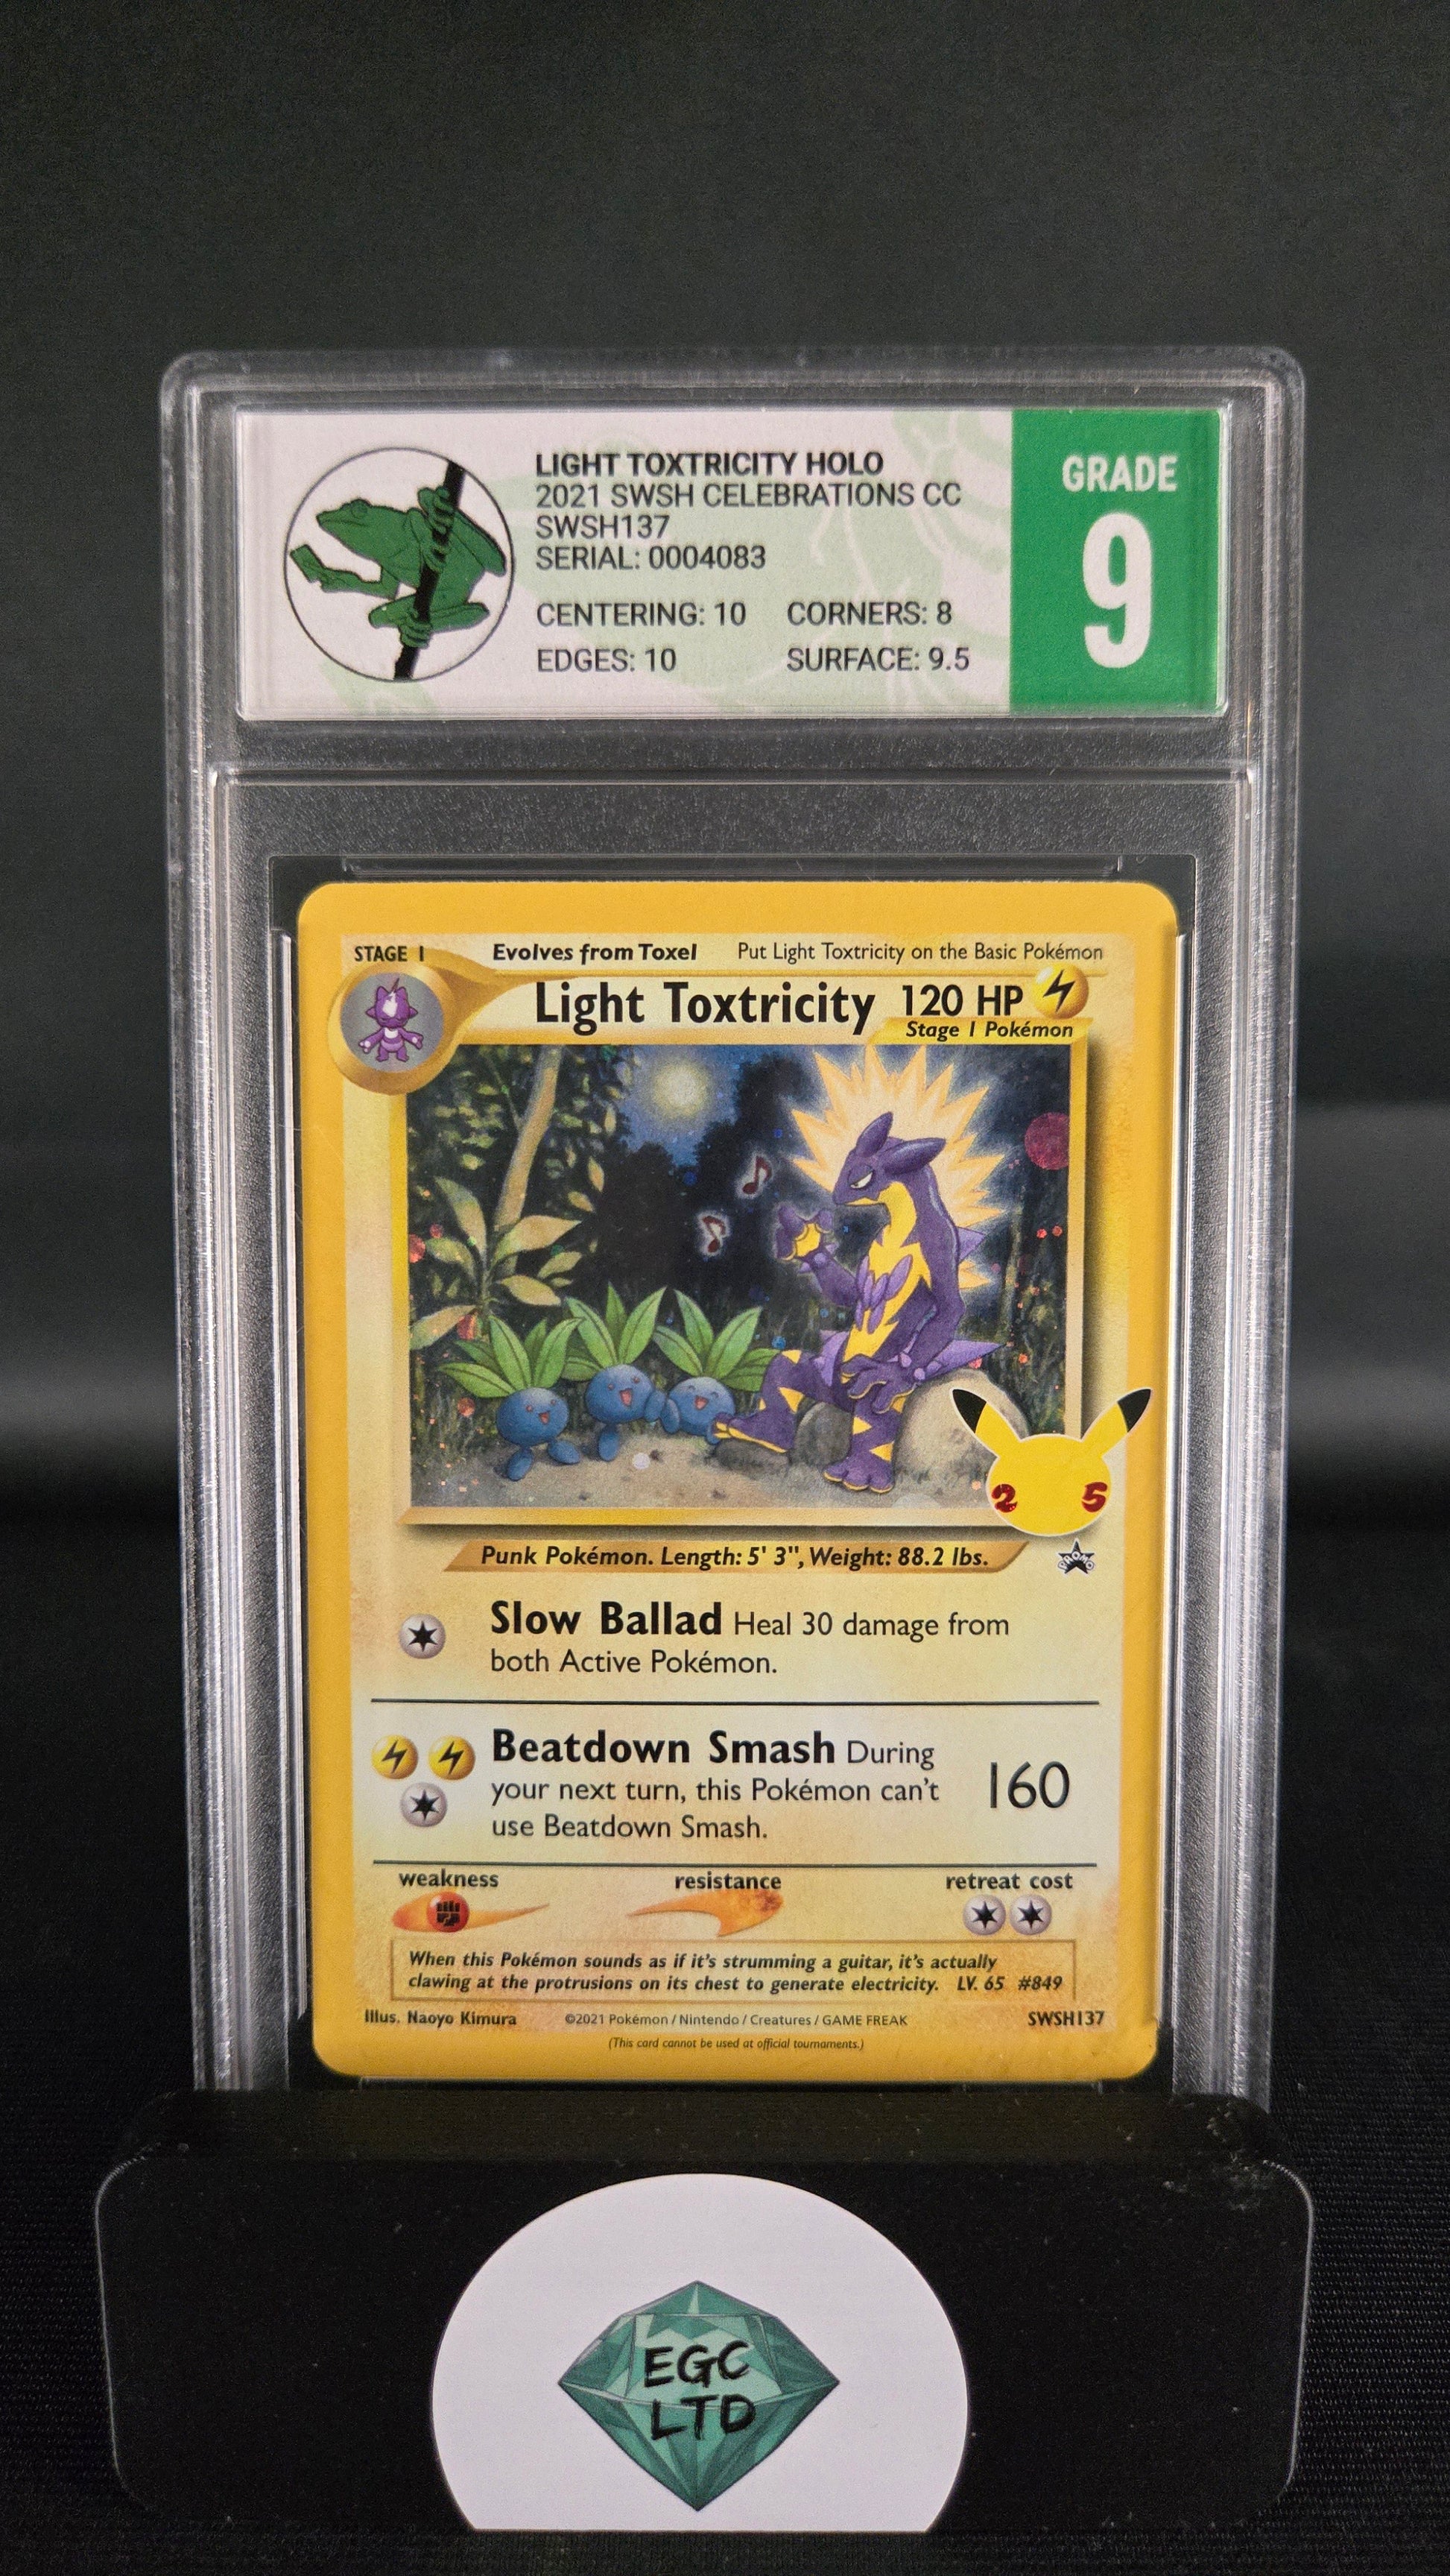 LIGHT TOXTRICITY HOLO
2021 SWSH CELEBRATIONS CC
SWSH137
SERIAL: 0004083
CENTERING: 10 CORNERS: 8
EDGES: 10 SURFACE: 9.5
GRADE
9
STAGE 1 Evolves from Toxel Put Light Toxtricity on the Basic Pokémon
Light Toxtricity 120 HP
Stage 1 Pokémon
2 5
Punk Pokémon. Length: 5' 3", Weight: 88.2 lbs.
PROMO
Slow Ballad Heal 30 damage from
both Active Pokémon.
Beatdown Smash During
your next turn, this Pokémon can't
use Beatdown Smash.
160
weakness resistance retreat cost
When this Pokémon sounds as if it's strumming a guitar, it's actually
clawing at the protrusions on its chest to generate electricity. LV. 65 #849
Illus. Naoyo Kimura ©2021 Pokémon / Nintendo / Creatures / GAME FREAK SWSH137
(This card cannot be used at official tournaments.)
EGC
LTD